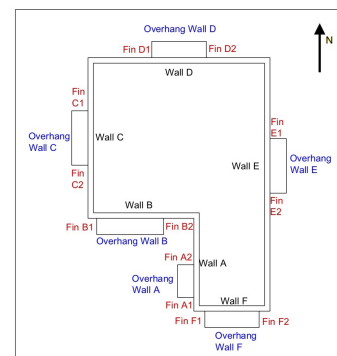 Overhang Wall D
Fin D1
Fin D2
N
Wall D
Fin
C1
Fin
E1
Overhang
Wall C
Wall C
Overhang
Wall E
Wall E
Fin
C2
Fin
E2
Wall B
Fin B1
Fin B2
Overhang Wall B
Fin A2
Wall A
Overhang
Wall A
Fin A1
Wall F
Fin F1
Fin F2
Overhang
Wall F